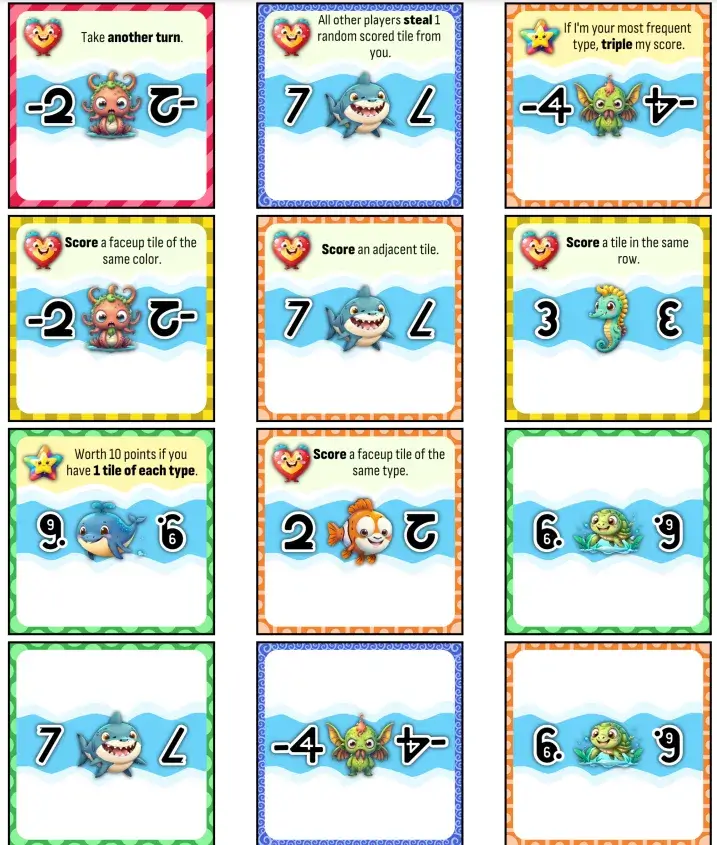 Take another turn.
-2 -2
All other players steal 1
random scored tile from
you.
7 7
If I'm your most frequent
type, triple my score.
-4 -4
Score a faceup tile of the
same color.
-2 -2
Score an adjacent tile.
7 7
Score a tile in the same
row.
3 3
Worth 10 points if you
have 1 tile of each type.
9. 9.
Score a faceup tile of the
same type.
2 2
6. 6.
7 7
-4 -4
6. 6.